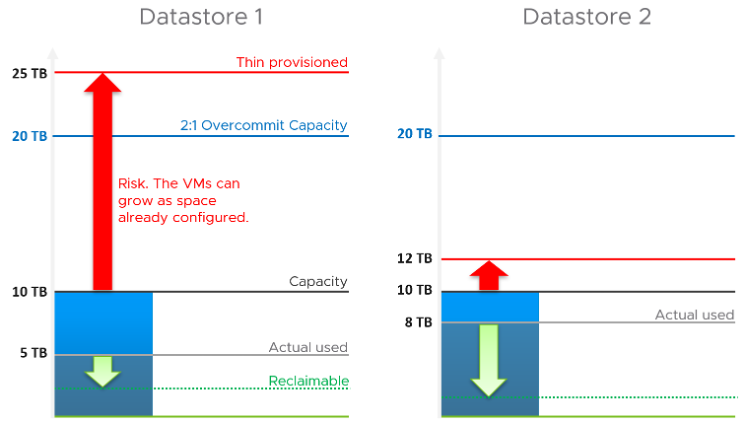 Datastore 1
25 TB
Thin provisioned
20 TB
2:1 Overcommit Capacity
Risk. The VMs can
grow as space
already configured.
Capacity
10 TB
5 TB
Actual used
Reclaimable
Datastore 2
20 TB
12 TB
10 TB
8 TB
Actual used